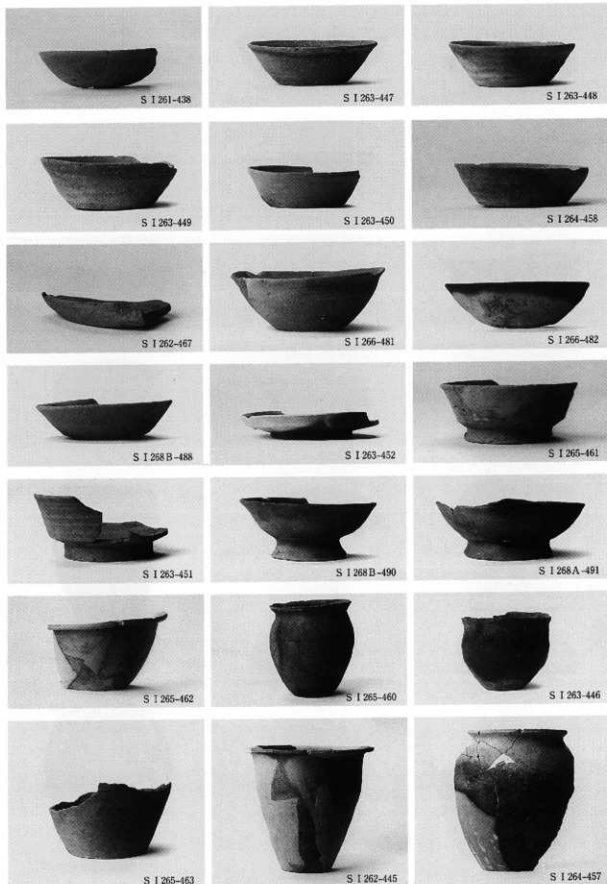 S I 261-438
S I 263-447
S I 263-448
S I 263-449
S I 263-450
S I 264-458
S I 262-467
S I 266-481
S I 266-482
S I 268 B-488
S I 263-452
S I 265-461
S I 263-451
S I 268 B-490
S I 268 A-491
S I 265-462
S I 265-460
S I 263-446
S I 265-463
S I 262-445
S I 264-457